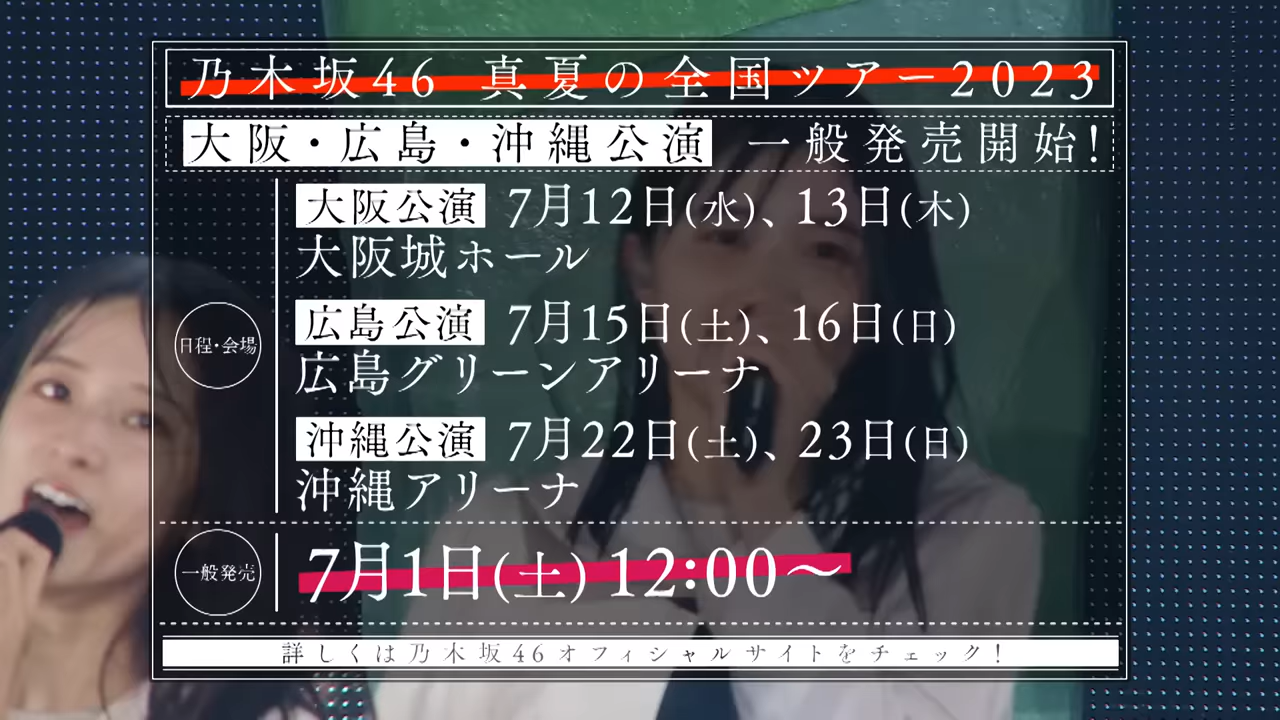 乃木坂46 真夏の全国ツアー2023
大阪・広島・沖縄公演 一般発売開始!
大阪公演 7月12日(水)、13日(木)
大阪城ホール
日程・会場
広島公演 7月15日(土)、16日(日)
広島グリーンアリーナ
沖縄公演 7月22日(土)、23日(日)
沖縄アリーナ
一般発売 7月1日(土) 12:00〜
詳しくは乃木坂46オフィシャルサイトをチェック!